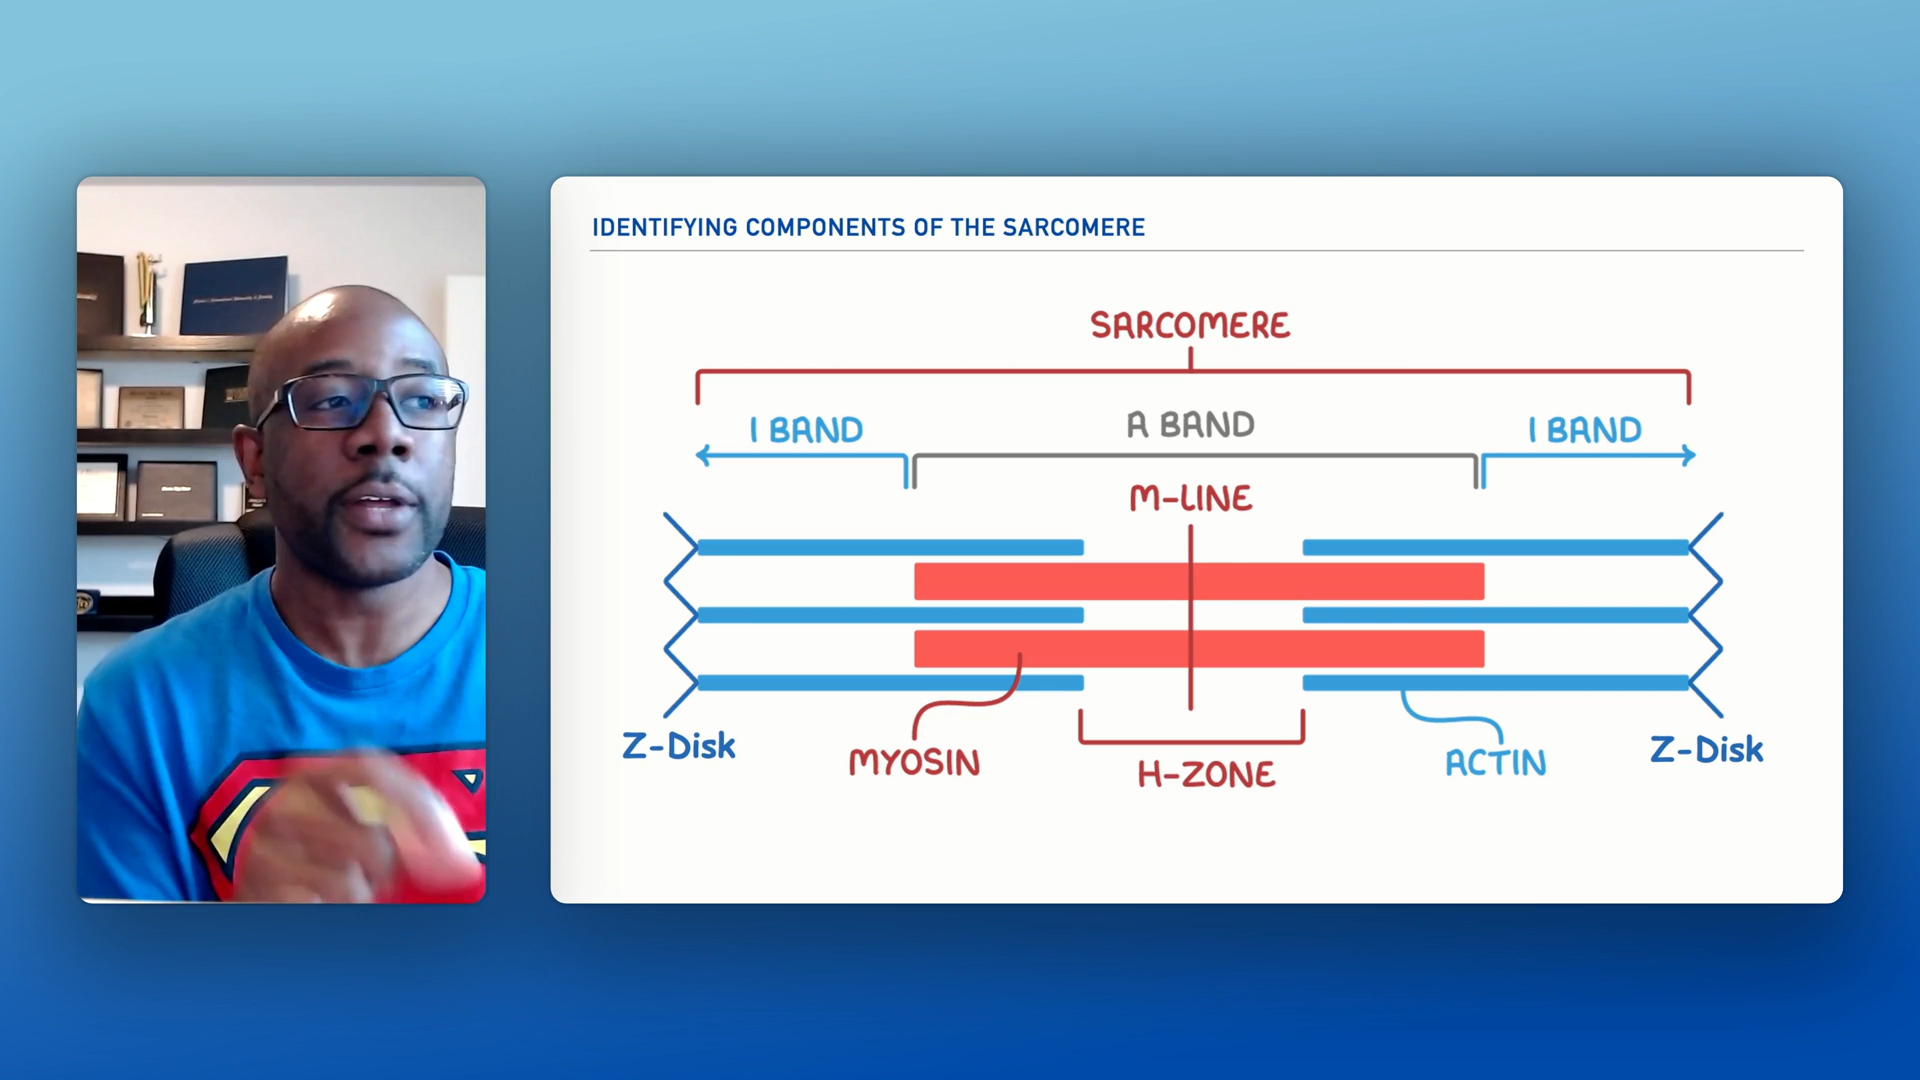 IDENTIFYING COMPONENTS OF THE SARCOMERE
SARCOMERE
I BAND
A BAND
I BAND
M-LINE
Z-Disk
MYOSIN
H-ZONE
ACTIN
Z-Disk